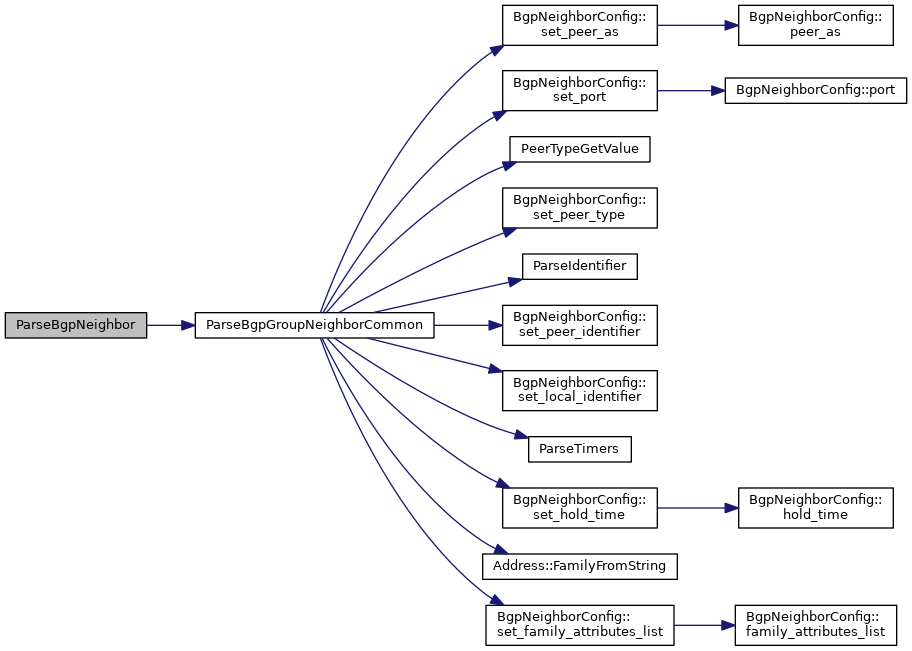 BgpNeighborConfig::
set_peer_as
BgpNeighborConfig::
peer_as
BgpNeighborConfig::
set_port
BgpNeighborConfig::port
PeerTypeGetValue
BgpNeighborConfig::
set_peer_type
ParseIdentifier
ParseBgpNeighbor
ParseBgpGroupNeighborCommon
BgpNeighborConfig::
set_peer_identifier
BgpNeighborConfig::
set_local_identifier
ParseTimers
BgpNeighborConfig::
set_hold_time
BgpNeighborConfig::
hold_time
Address::FamilyFromString
BgpNeighborConfig::
set_family_attributes_list
BgpNeighborConfig::
family_attributes_list